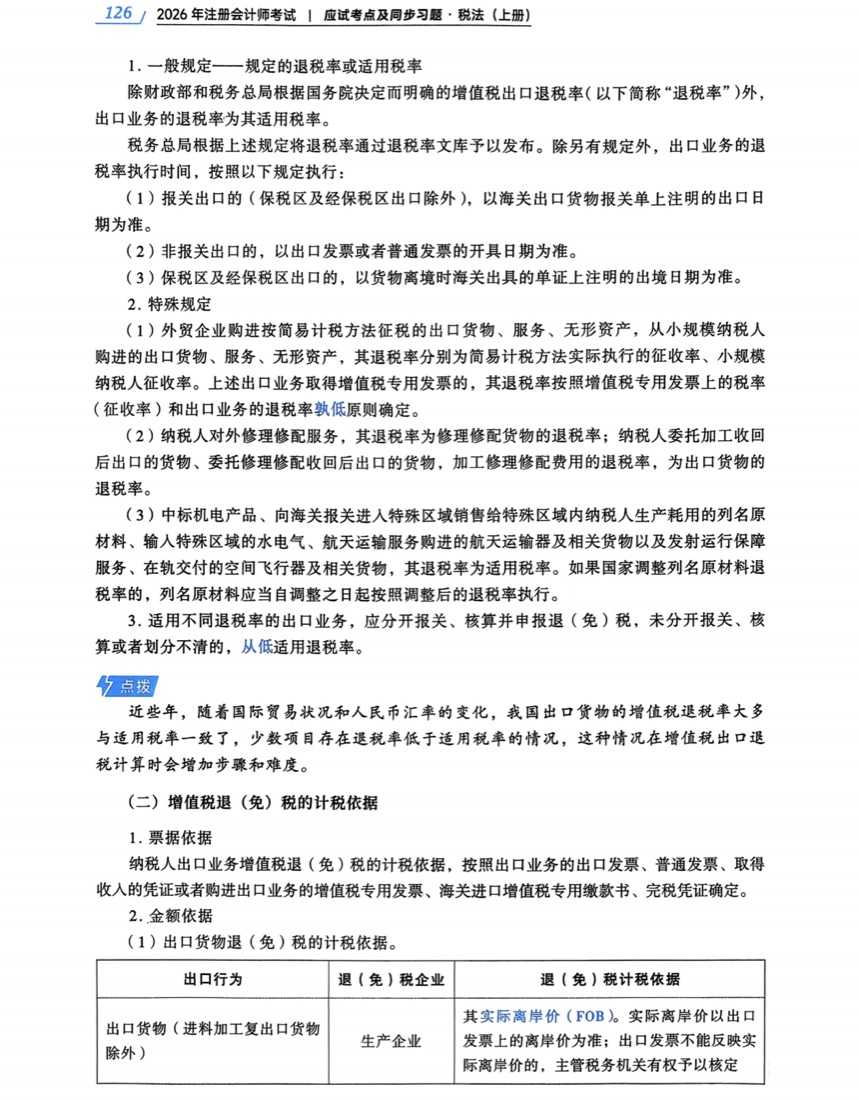 126 2026年注册会计师考试 | 应试考点及同步习题·税法（上册）
1. 一般规定——规定的退税率或适用税率
除财政部和税务总局根据国务院决定而明确的增值税出口退税率（以下简称“退税率”）外，
出口业务的退税率为其适用税率。
税务总局根据上述规定将退税率通过退税率文库予以发布。除另有规定外，出口业务的退
税率执行时间，按照以下规定执行：
（1）报关出口的（保税区及经保税区出口除外），以海关出口货物报关单上注明的出口日
期为准。
（2）非报关出口的，以出口发票或者普通发票的开具日期为准。
（3）保税区及经保税区出口的，以货物离境时海关出具的单证上注明的出境日期为准。
2. 特殊规定
（1）外贸企业购进按简易计税方法征税的出口货物、服务、无形资产，从小规模纳税人
购进的出口货物、服务、无形资产，其退税率分别为简易计税方法实际执行的征收率、小规模
纳税人征收率。上述出口业务取得增值税专用发票的，其退税率按照增值税专用发票上的税率
（征收率）和出口业务的退税率孰低原则确定。
（2）纳税人对外修理修配服务，其退税率为修理修配货物的退税率；纳税人委托加工收回
后出口的货物、委托修理修配收回后出口的货物，加工修理修配费用的退税率，为出口货物的
退税率。
（3）中标机电产品、向海关报关进入特殊区域销售给特殊区域内纳税人生产耗用的列名原
材料、输入特殊区域的水电气、航天运输服务购进的航天运输器及相关货物以及发射运行保障
服务、在轨交付的空间飞行器及相关货物，其退税率为适用税率。如果国家调整列名原材料退
税率的，列名原材料应当自调整之日起按照调整后的退税率执行。
3. 适用不同退税率的出口业务，应分开报关、核算并申报退（免）税，未分开报关、核
算或者划分不清的，从低适用退税率。
点拨
近些年，随着国际贸易状况和人民币汇率的变化，我国出口货物的增值税退税率大多
与适用税率一致了，少数项目存在退税率低于适用税率的情况，这种情况在增值税出口退
税计算时会增加步骤和难度。
（二）增值税退（免）税的计税依据
1. 票据依据
纳税人出口业务增值税退（免）税的计税依据，按照出口业务的出口发票、普通发票、取得
收入的凭证或者购进出口业务的增值税专用发票、海关进口增值税专用缴款书、完税凭证确定。
2. 金额依据
（1）出口货物退（免）税的计税依据。
出口行为 退（免）税企业 退（免）税计税依据
出口货物（进料加工复出口货物
除外）
生产企业
其实际离岸价（FOB）。实际离岸价以出口
发票上的离岸价为准；出口发票不能反映实
际离岸价的，主管税务机关有权予以核定